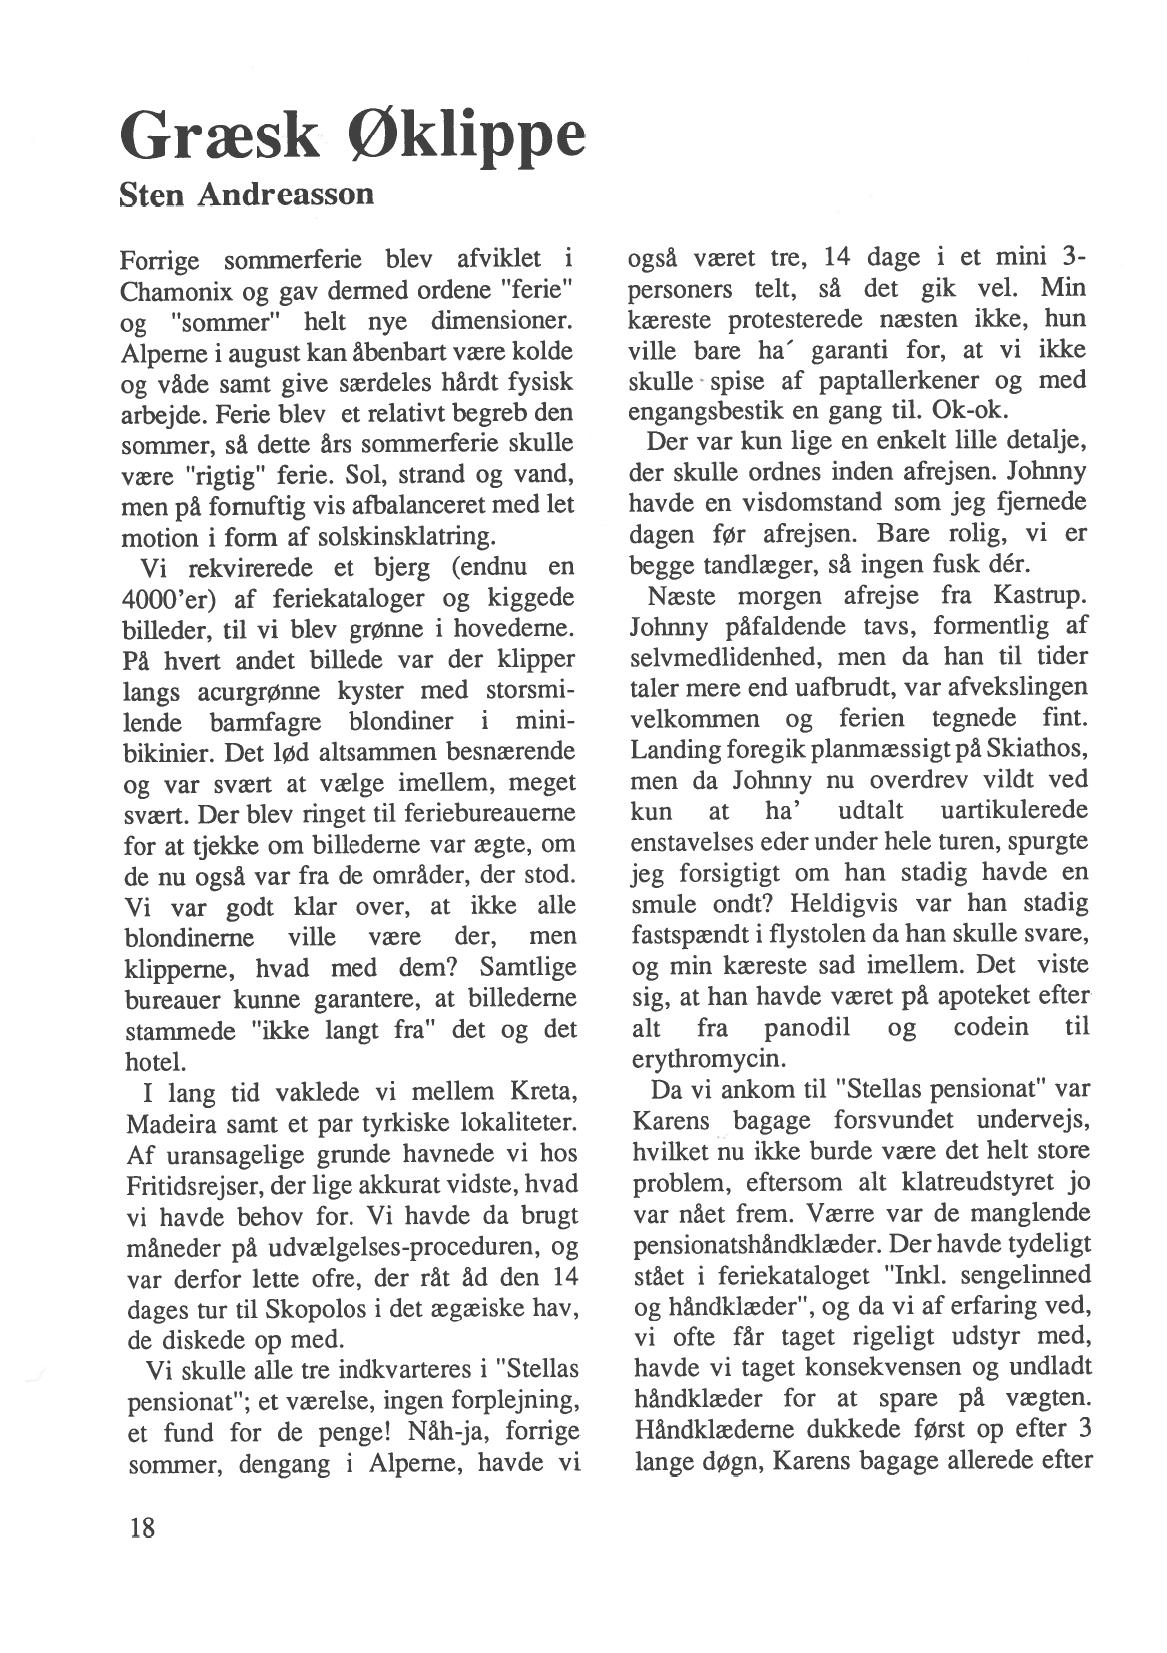 Græsk Øklippe
Sten Andreasson
Forrige sommerferie blev afviklet i
Chamonix og gav dermed ordene "ferie"
og "sommer" helt nye dimensioner.
Alperne i august kan åbenbart være kolde
og våde samt give særdeles hårdt fysisk
arbejde. Ferie blev et relativt begreb den
sommer, så dette års sommerferie skulle
være "rigtig" ferie. Sol, strand og vand,
men på fornuftig vis afbalanceret med let
motion i form af solskinsklatring.
Vi rekvirerede et bjerg (endnu en
4000'er) af feriekataloger og kiggede
billeder, til vi blev grønne i hovederne.
På hvert andet billede var der klipper
langs acurgrønne kyster med storsmi-
lende barmfagre blondiner i mini-
bikinier. Det lød altsammen besnærende
og var svært at vælge imellem, meget
svært. Der blev ringet til feriebureauerne
for at tjekke om billederne var ægte, om
de nu også var fra de områder, der stod.
Vi var godt klar over, at ikke alle
blondinerne ville være der, men
klipperne, hvad med dem? Samtlige
bureauer kunne garantere, at billederne
stammede "ikke langt fra" det og det
hotel.
I lang tid vaklede vi mellem Kreta,
Madeira samt et par tyrkiske lokaliteter.
Af uransagelige grunde havnede vi hos
Fritidsrejser, der lige akkurat vidste, hvad
vi havde behov for. Vi havde da brugt
måneder på udvælgelses-proceduren, og
var derfor lette ofre, der råt åd den 14
dages tur til Skopolos i det ægæiske hav,
de diskede op med.
Vi skulle alle tre indkvarteres i "Stellas
pensionat"; et værelse, ingen forplejning,
et fund for de penge! Nåh-ja, forrige
sommer, dengang i Alperne, havde vi
også været tre, 14 dage i et mini 3-
personers telt, så det gik vel. Min
kæreste protesterede næsten ikke, hun
ville bare ha´ garanti for, at vi ikke
skulle spise af paptallerkener og med
engangsbestik en gang til. Ok-ok.
Der var kun lige en enkelt lille detalje,
der skulle ordnes inden afrejsen. Johnny
havde en visdomstand som jeg fjernede
dagen før afrejsen. Bare rolig, vi er
begge tandlæger, så ingen fusk dér.
Næste morgen afrejse fra Kastrup.
Johnny påfaldende tavs, formentlig af
selvmedlidenhed, men da han til tider
taler mere end uafbrudt, var afvekslingen
velkommen og ferien tegnede fint.
Landing foregik planmæssigt på Skiathos,
men da Johnny nu overdrev vildt ved
kun at ha' udtalt uartikulerede
enstavelses eder under hele turen, spurgte
jeg forsigtigt om han stadig havde en
smule ondt? Heldigvis var han stadig
fastspændt i flystolen da han skulle svare,
og min kæreste sad imellem. Det viste
sig, at han havde været på apoteket efter
alt fra panodil og codein til
erythromycin.
Da vi ankom til "Stellas pensionat" var
Karens bagage forsvundet undervejs,
hvilket nu ikke burde være det helt store
problem, eftersom alt klatreudstyret jo
var nået frem. Værre var de manglende
pensionatshåndklæder. Der havde tydeligt
stået i feriekataloget "Inkl. sengelinned
og håndklæder", og da vi af erfaring ved,
vi ofte får taget rigeligt udstyr med,
havde vi taget konsekvensen og undladt
håndklæder for at spare på vægten.
Håndklæderne dukkede først op efter 3
lange døgn, Karens bagage allerede efter
18